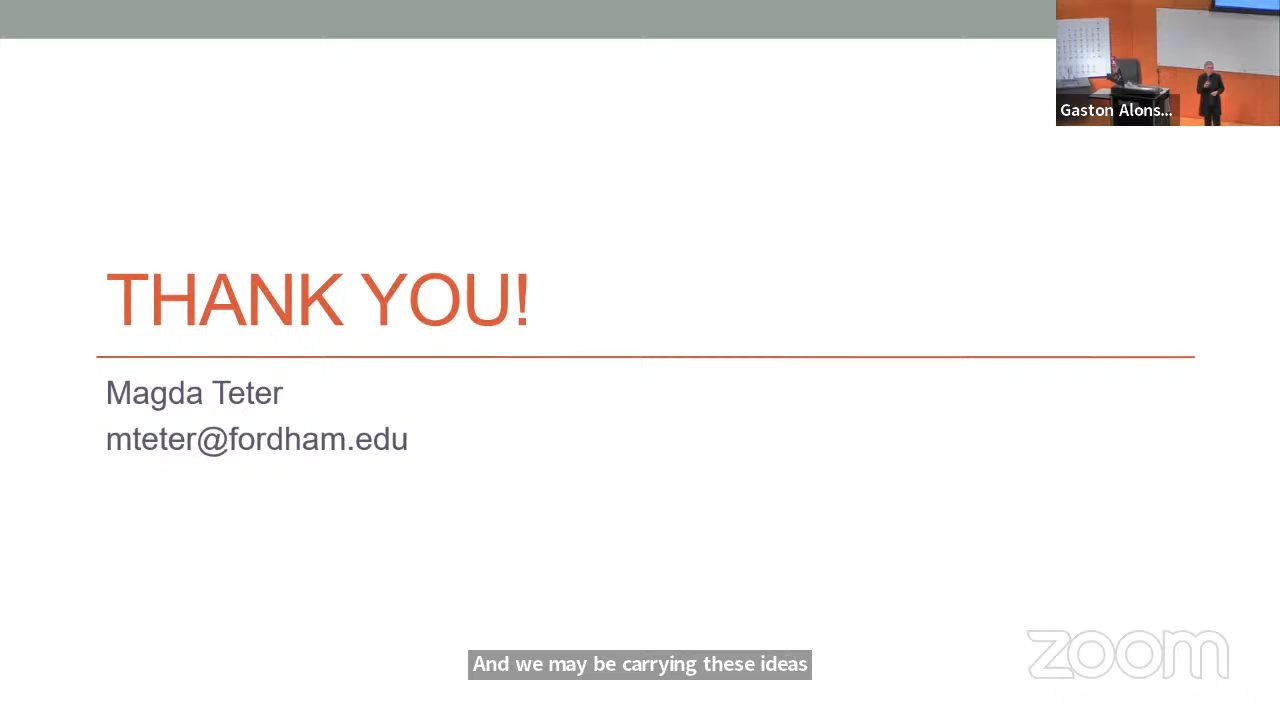 Gaston Alons...
THANK YOU!
Magda Teter
mteter@fordham.edu
And we may be carrying these ideas
zoom